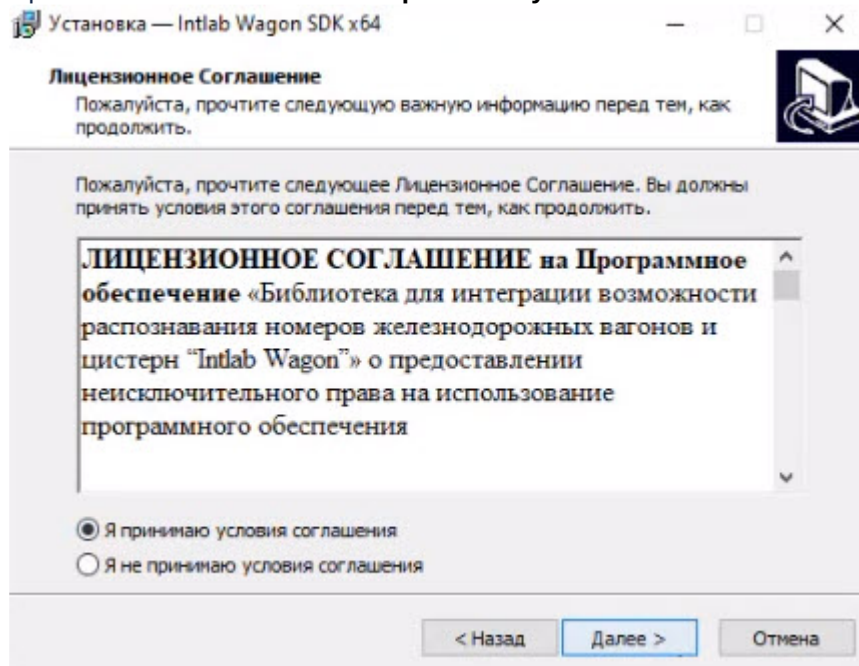 Установка — Intlab Wagon SDK x64
Лицензионное Соглашение
Пожалуйста, прочтите следующую важную информацию перед тем, как
продолжить.
Пожалуйста, прочтите следующее Лицензионное Соглашение. Вы должны
принять условия этого соглашения перед тем, как продолжить.
ЛИЦЕНЗИОННОЕ СОГЛАШЕНИЕ на Программное
обеспечение «Библиотека для интеграции возможности
распознавания номеров железнодорожных вагонов и
цистерн “Intlab Wagon”» о предоставлении
неисключительного права на использование
программного обеспечения
Я принимаю условия соглашения
Я не принимаю условия соглашения
< Назад Далее > Отмена